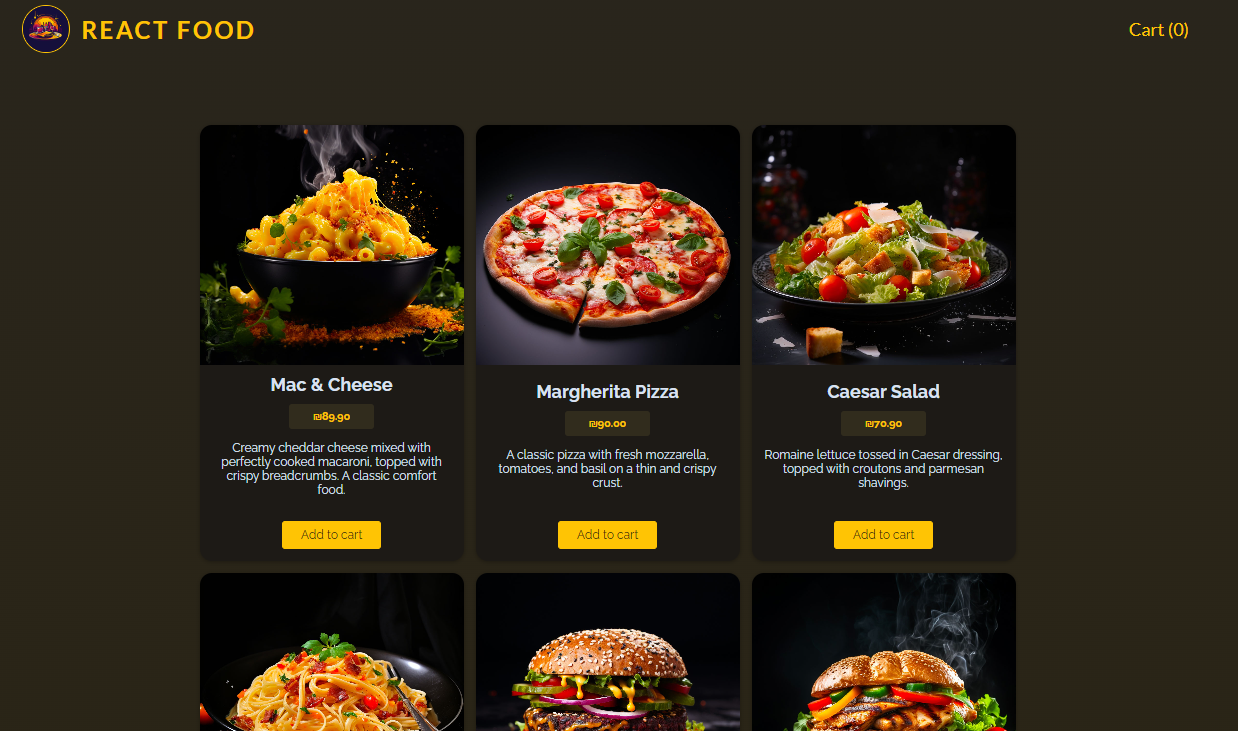 REACT FOOD
Cart (0)
Mac & Cheese
₪89.90
Creamy cheddar cheese mixed with
perfectly cooked macaroni, topped with
crispy breadcrumbs. A classic comfort
food.
Add to cart
Margherita Pizza
₪90.00
A classic pizza with fresh mozzarella,
tomatoes, and basil on a thin and crispy
crust.
Add to cart
Caesar Salad
₪70.90
Romaine lettuce tossed in Caesar dressing,
topped with croutons and parmesan
shavings.
Add to cart